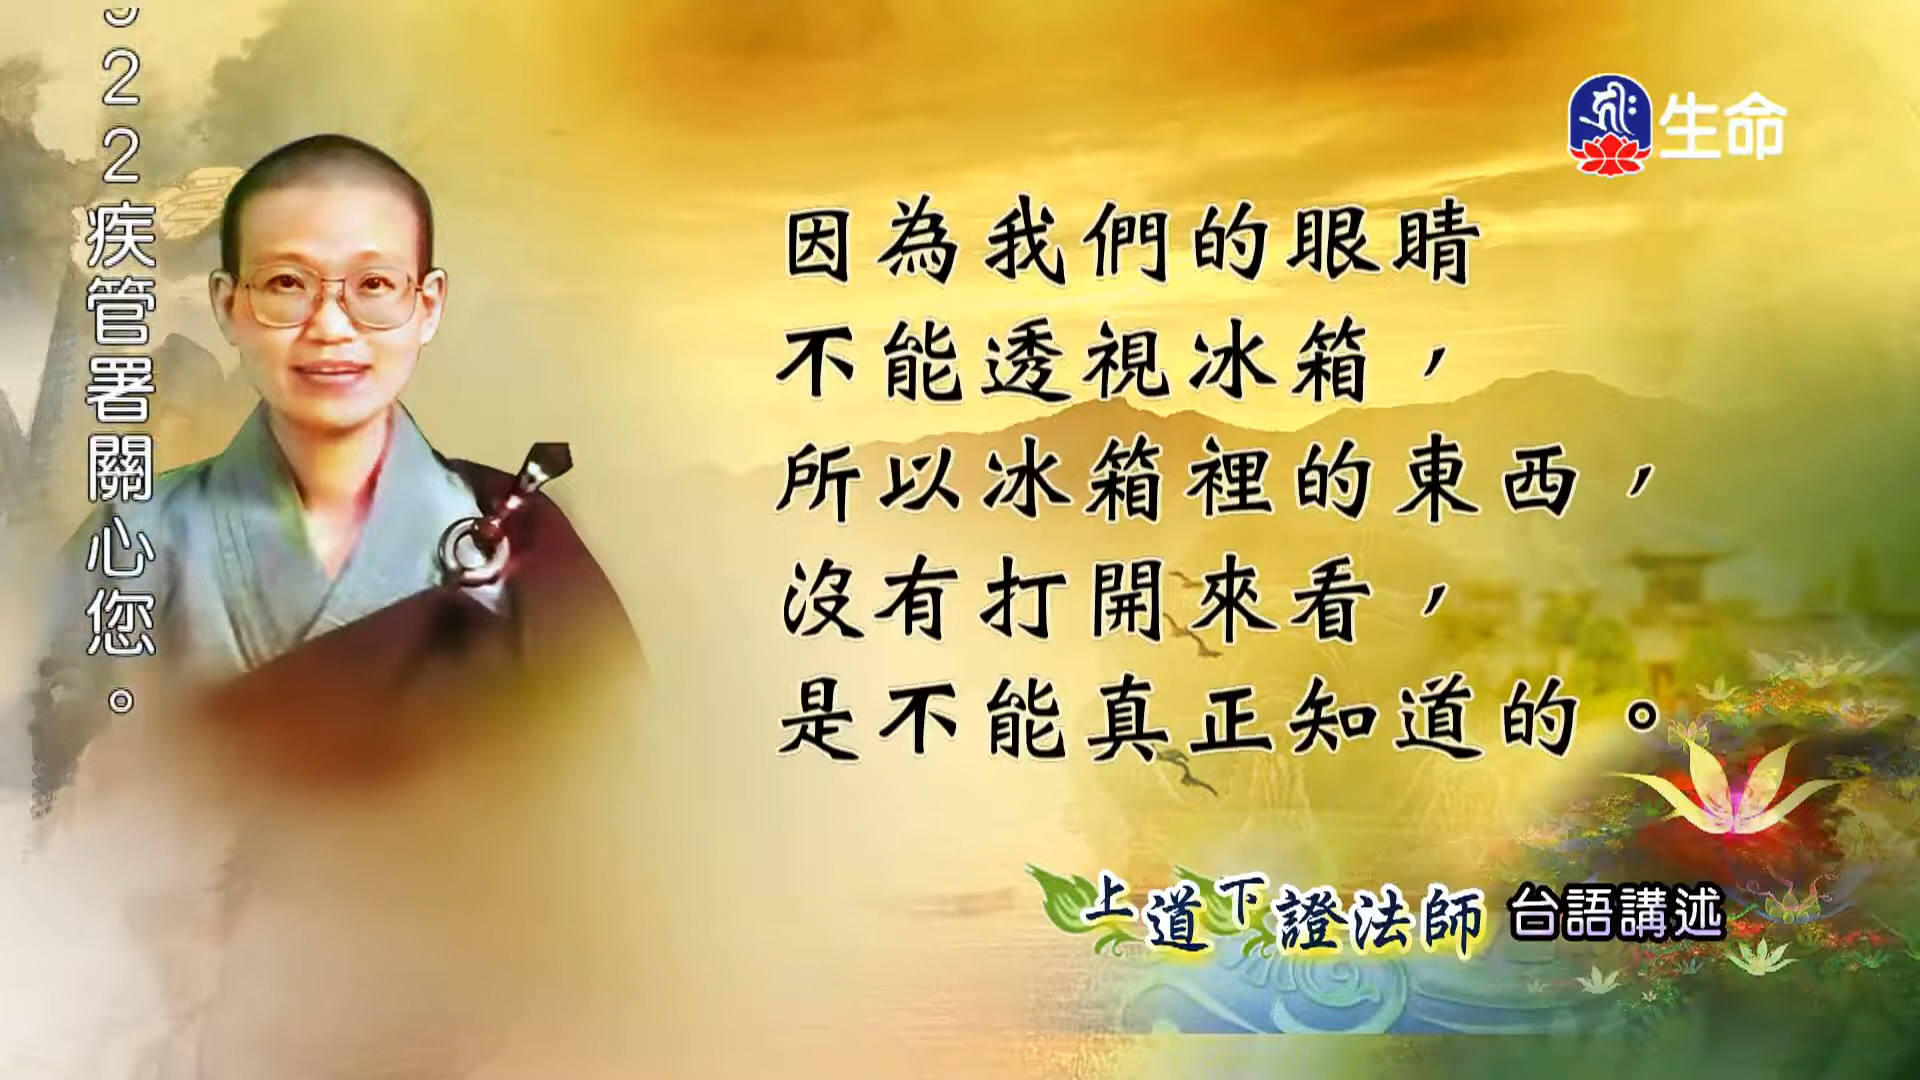 22疾管署關心您。
生命
因為我們的眼睛
不能透視冰箱，
所以冰箱裡的東西，
沒有打開來看，
是不能真正知道的。
上道下證法師 台語講述